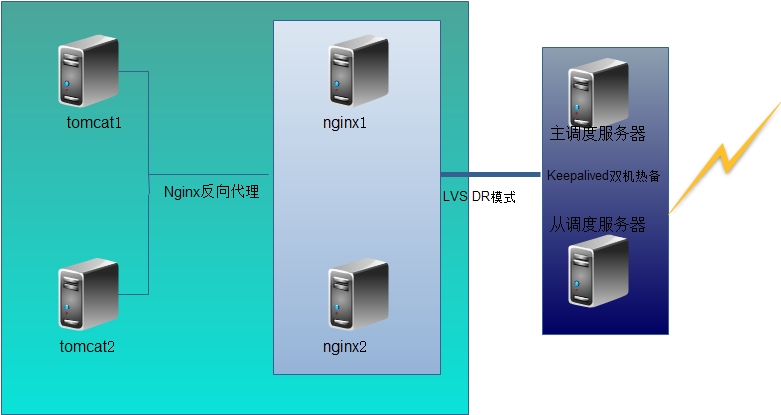 tomcat1
nginx1
主调度服务器
Nginx反向代理
LVS DR模式
Keepalived双机热备
从调度服务器
tomcat2
nginx2